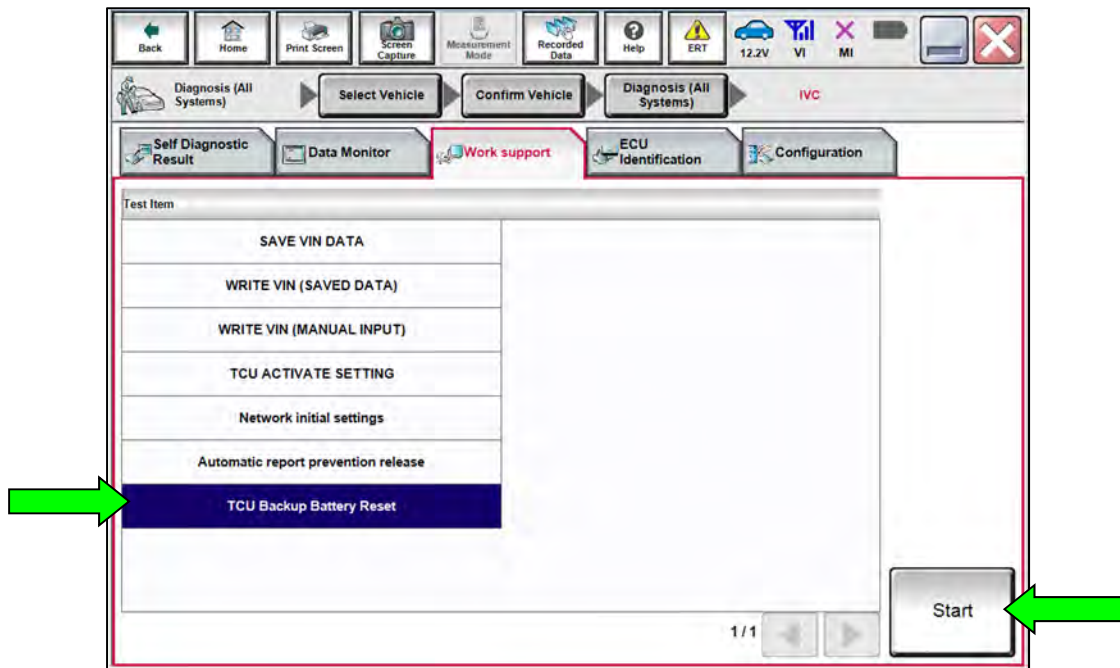 Back
Home
Print Screen
Screen
Capture
Measurement
Mode
Recorded
Data
Help
ERT
12.2V
VI
MI
Diagnosis (All
Systems)
Select Vehicle
Confirm Vehicle
Diagnosis (All
Systems)
IVC
Self Diagnostic
Result
Data Monitor
Work support
ECU
Identification
Configuration
Test Item
SAVE VIN DATA
WRITE VIN (SAVED DATA)
WRITE VIN (MANUAL INPUT)
TCU ACTIVATE SETTING
Network initial settings
Automatic report prevention release
TCU Backup Battery Reset
Start
1/1